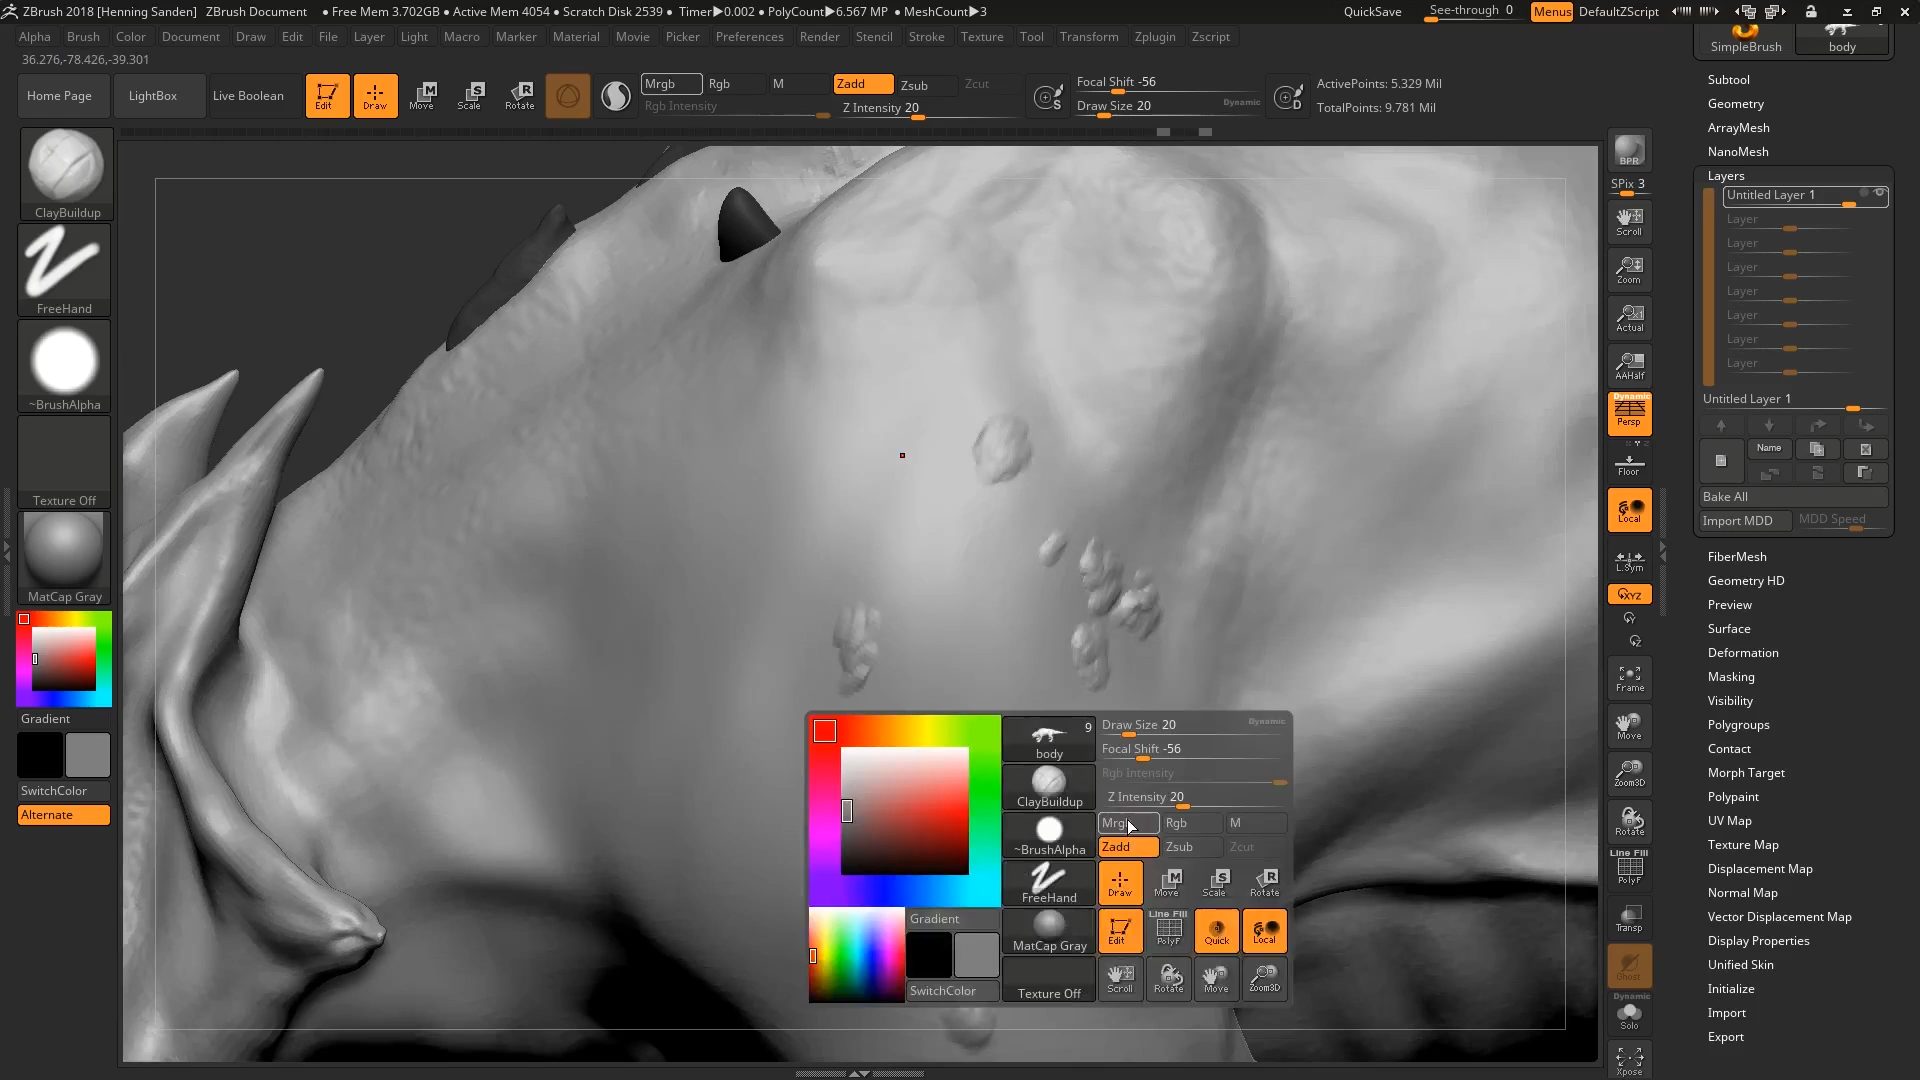 ZBrush 2018 [Henning Sanden] ZBrush Document • Free Mem 3.702GB • Active Mem 4054 • Scratch Disk 2539 • Timer▶0.002 • PolyCount▶6.567 MP • MeshCount▶3
QuickSave See-through 0 Menus DefaultZScript
Alpha Brush Color Document Draw Edit File Layer Light Macro Marker Material Movie Picker Preferences Render Stencil Stroke Texture Tool Transform Zplugin Zscript
36.276,-78.426,-39.301
Home Page LightBox Live Boolean Edit Draw Move Scale Rotate
Mrgb Rgb M Zadd Zsub Zcut
Rgb Intensity Z Intensity 20
Focal Shift -56
Draw Size 20 Dynamic
ActivePoints: 5.329 Mil
TotalPoints: 9.781 Mil
SimpleBrush body
ClayBuildup
FreeHand
~BrushAlpha
Texture Off
MatCap Gray
Gradient
SwitchColor
Alternate
BPR
SPix 3
Scroll
Zoom
Actual
AAHalf
Dynamic
Persp
Floor
Local
L.Sym
XYZ
Y
Z
Frame
Move
Zoom3D
Rotate
Line Fill
PolyF
Transp
Ghost
Dynamic
Solo
Xpose
Subtool
Geometry
ArrayMesh
NanoMesh
Layers
Untitled Layer 1
Layer
Layer
Layer
Layer
Layer
Layer
Layer
Untitled Layer 1
Name
Bake All
Import MDD MDD Speed
FiberMesh
Geometry HD
Preview
Surface
Deformation
Masking
Visibility
Polygroups
Contact
Morph Target
Polypaint
UV Map
Texture Map
Displacement Map
Normal Map
Vector Displacement Map
Display Properties
Unified Skin
Initialize
Import
Export
9
body
ClayBuildup
~BrushAlpha
FreeHand
MatCap Gray
Texture Off
Gradient
SwitchColor
Draw Size 20 Dynamic
Focal Shift -56
Rgb Intensity
Z Intensity 20
Rgb M
Zadd Zsub Zcut
Draw Move Scale Rotate
Line Fill
Edit PolyF Quick Local
Scroll Rotate Move Zoom3D